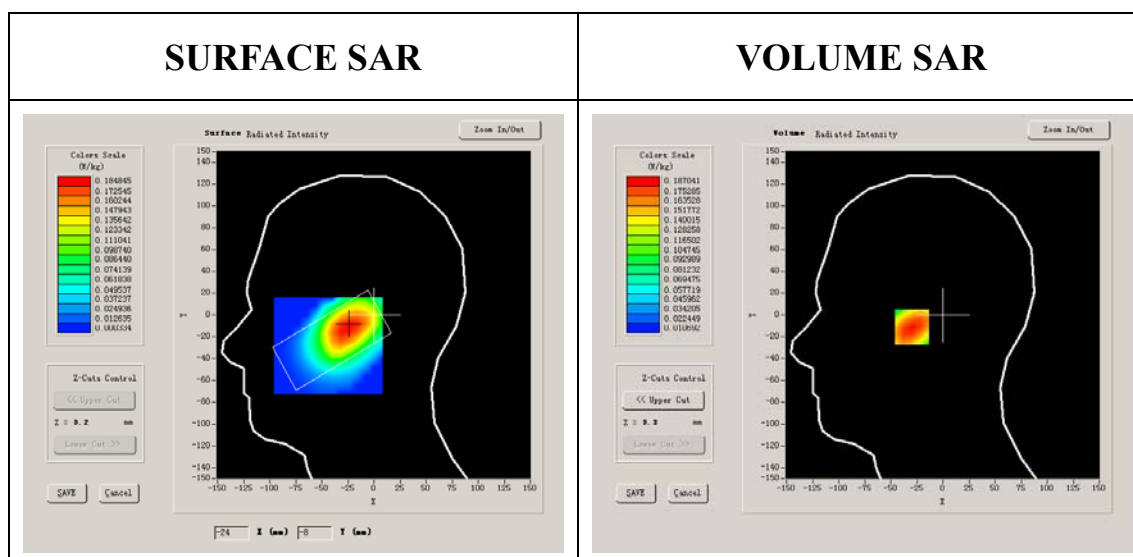 SURFACE SAR
VOLUME SAR
Surface Radiated Intensity
Zoom In/Out
Colors Scale
(W/kg)
0.184845
0.172545
0.160244
0.147943
0.135642
0.123342
0.111041
0.098740
0.086440
0.074139
0.061838
0.049537
0.037237
0.024936
0.012635
0.000334
150
140
120
100
80
60
40
20
0
-20
-40
-60
-80
-100
-120
-140
-150
Y
-150 -125 -100 -75 -50 -25 0 25 50 75 100 125 150
X
Z-Cuts Control
<< Upper Cut
Z = 3.2 mm
Lower Cut >>
SAVE Cancel
-24 X (mm) -8 Y (mm)
Volume Radiated Intensity
Zoom In/Out
Colors Scale
(W/kg)
0.187041
0.175285
0.163528
0.151772
0.140015
0.128258
0.116502
0.104745
0.092989
0.081232
0.069475
0.057719
0.045962
0.034205
0.022449
0.010692
150
140
120
100
80
60
40
20
0
-20
-40
-60
-80
-100
-120
-140
-150
Y
-150 -125 -100 -75 -50 -25 0 25 50 75 100 125 150
X
Z-Cuts Control
<< Upper Cut
Z = 3.3 mm
Lower Cut >>
SAVE Cancel